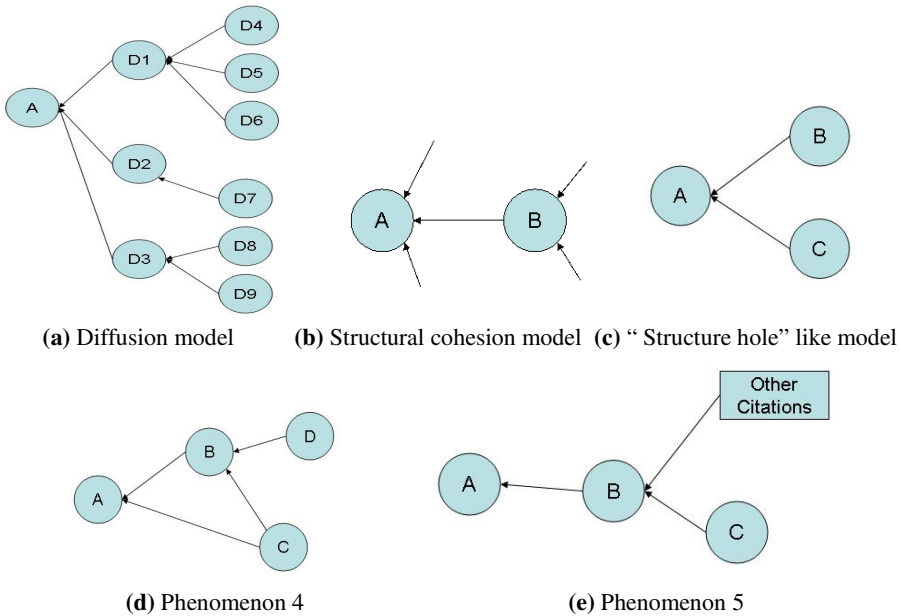 D4
D1
D5
A
D6
D2
D7
D8
D3
D9
(a) Diffusion model
A
B
(b) Structural cohesion model
B
A
C
(c) “ Structure hole” like model
B
D
A
C
(d) Phenomenon 4
Other
Citations
A
B
C
(e) Phenomenon 5